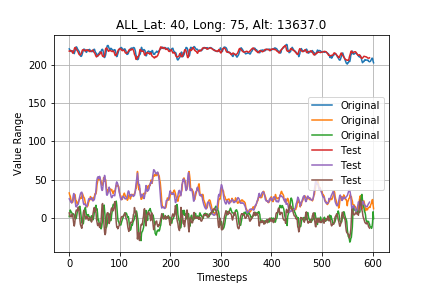 ALL_Lat: 40, Long: 75, Alt: 13637.0
Value Range
200
150
100
50
0
Original
Original
Original
Test
Test
Test
0
100
200
300
400
500
600
Timesteps